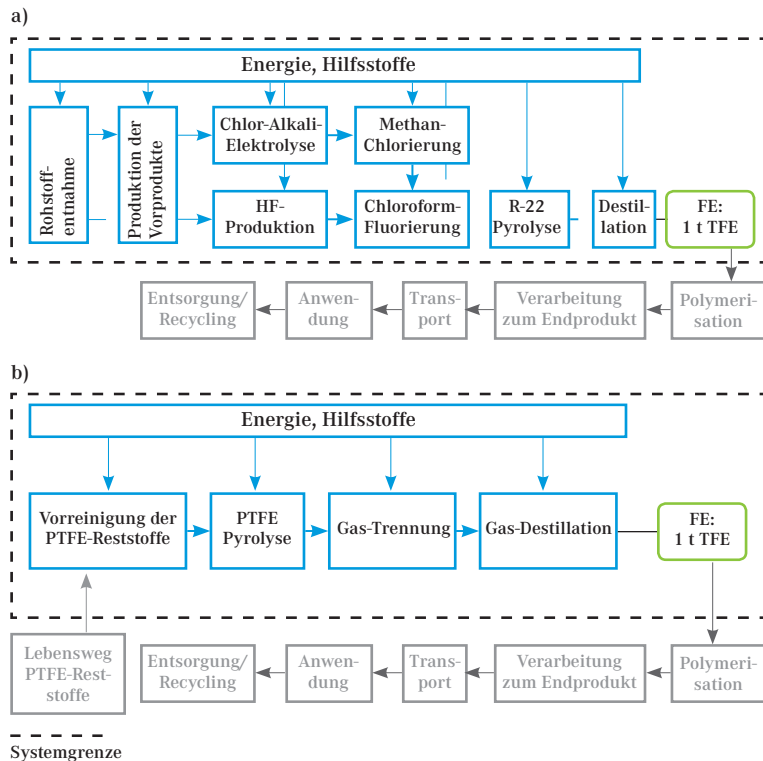 a)
Energie, Hilfsstoffe
Rohstoff-
entnahme
Produktion der
Vorprodukte
Chlor-Alkali-
Elektrolyse
Methan-
Chlorierung
HF-
Produktion
Chloroform-
Fluorierung
R-22
Pyrolyse
Destil-
lation
FE:
1 t TFE
Entsorgung/
Recycling
Anwen-
dung
Trans-
port
Verarbeitung
zum Endprodukt
Polymeri-
sation
b)
Energie, Hilfsstoffe
Vorreinigung der
PTFE-Reststoffe
PTFE
Pyrolyse
Gas-Trennung
Gas-Destillation
FE:
1 t TFE
Lebensweg
PTFE-Rest-
stoffe
Entsorgung/
Recycling
Anwen-
dung
Trans-
port
Verarbeitung
zum Endprodukt
Polymeri-
sation
Systemgrenze